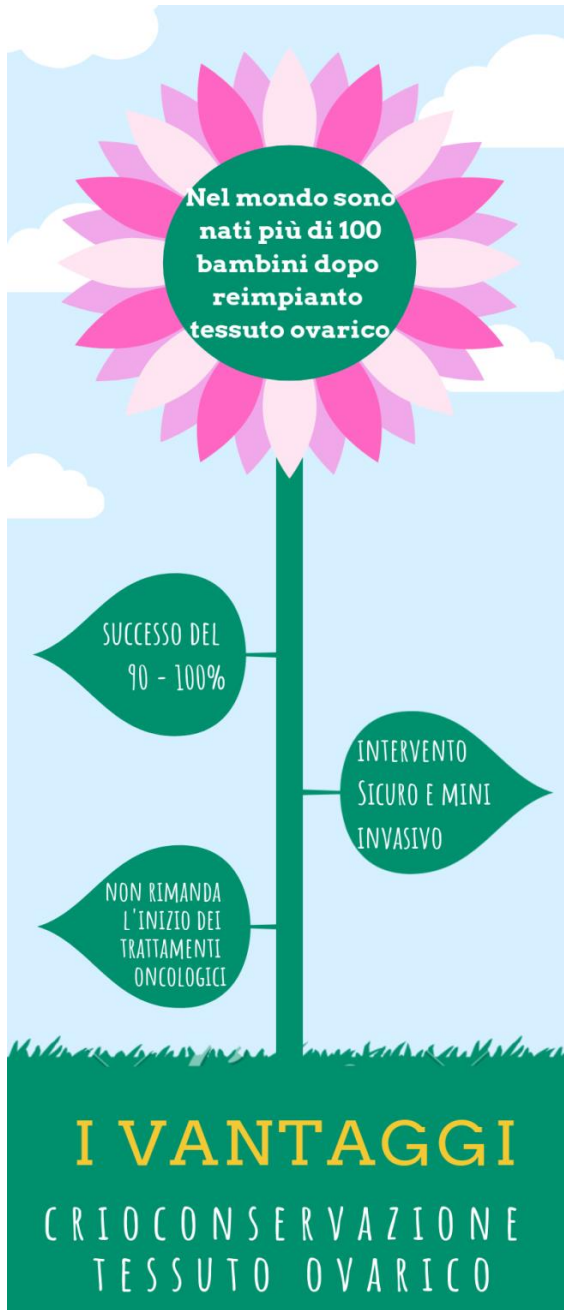 Nel mondo sono
nati più di 100
bambini dopo
reimpianto
tessuto ovarico
SUCCESSO DEL
90 - 100%
INTERVENTO
SICURO E MINI
INVASIVO
NON RIMANDA
L'INIZIO DEI
TRATTAMENTI
ONCOLOGICI
I VANTAGGI
CRIOCONSERVAZIONE
TESSUTO OVARICO